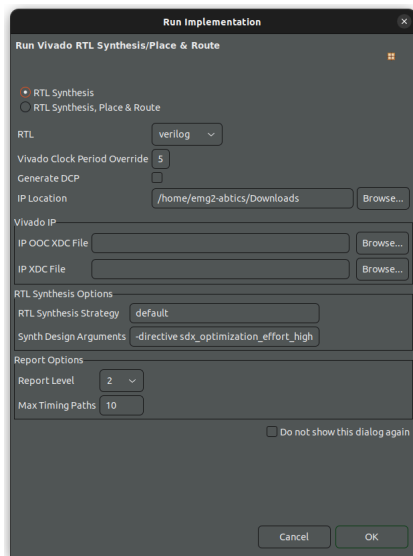 Run Implementation
Run Vivado RTL Synthesis/Place & Route
RTL Synthesis
RTL Synthesis, Place & Route
RTL verilog
Vivado Clock Period Override 5
Generate DCP
IP Location /home/emg2-abtics/Downloads Browse...
Vivado IP
IP OOC XDC File Browse...
IP XDC File Browse...
RTL Synthesis Options
RTL Synthesis Strategy default
Synth Design Arguments -directive sdx_optimization_effort_high
Report Options
Report Level 2
Max Timing Paths 10
Do not show this dialog again
Cancel OK